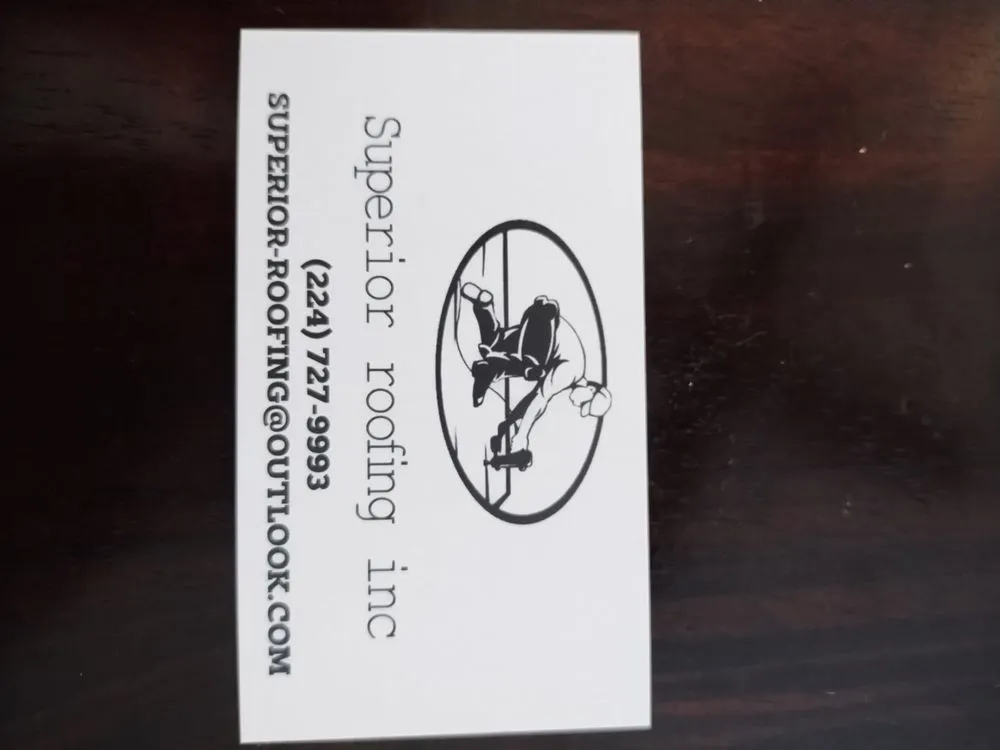 Superior roofing inc
(224) 727-9993
SUPERIOR-ROOFING@OUTLOOK.COM